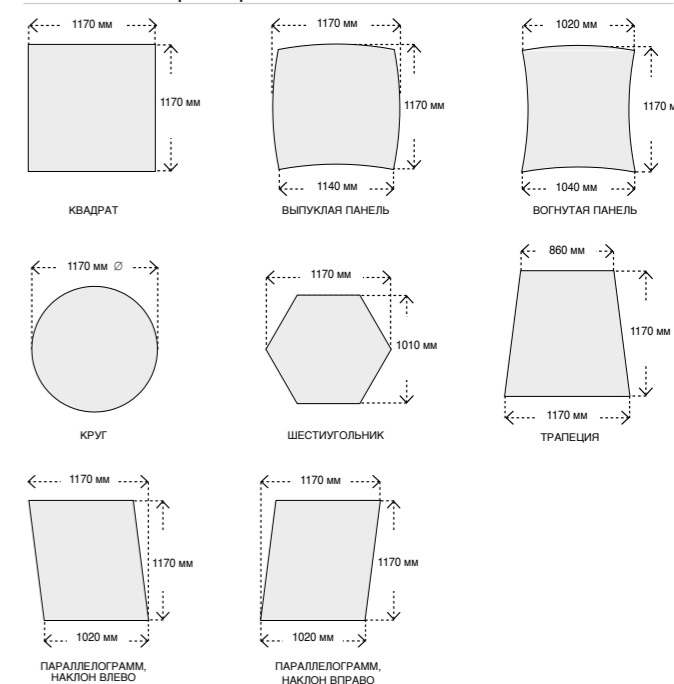 1170 мм
1170 мм
КВАДРАТ
1170 мм
1170 мм
1140 мм
ВЫПУКЛАЯ ПАНЕЛЬ
1020 мм
1170 м
1040 мм
ВОГНУТАЯ ПАНЕЛЬ
1170 мм Ø
КРУГ
1170 мм
1010 мм
ШЕСТИУГОЛЬНИК
860 мм
1170 мм
1170 мм
ТРАПЕЦИЯ
1170 мм
1170 мм
1020 мм
ПАРАЛЛЕЛОГРАММ,
НАКЛОН ВЛЕВО
1170 мм
1170 мм
1020 мм
ПАРАЛЛЕЛОГРАММ,
НАКЛОН ВПРАВО